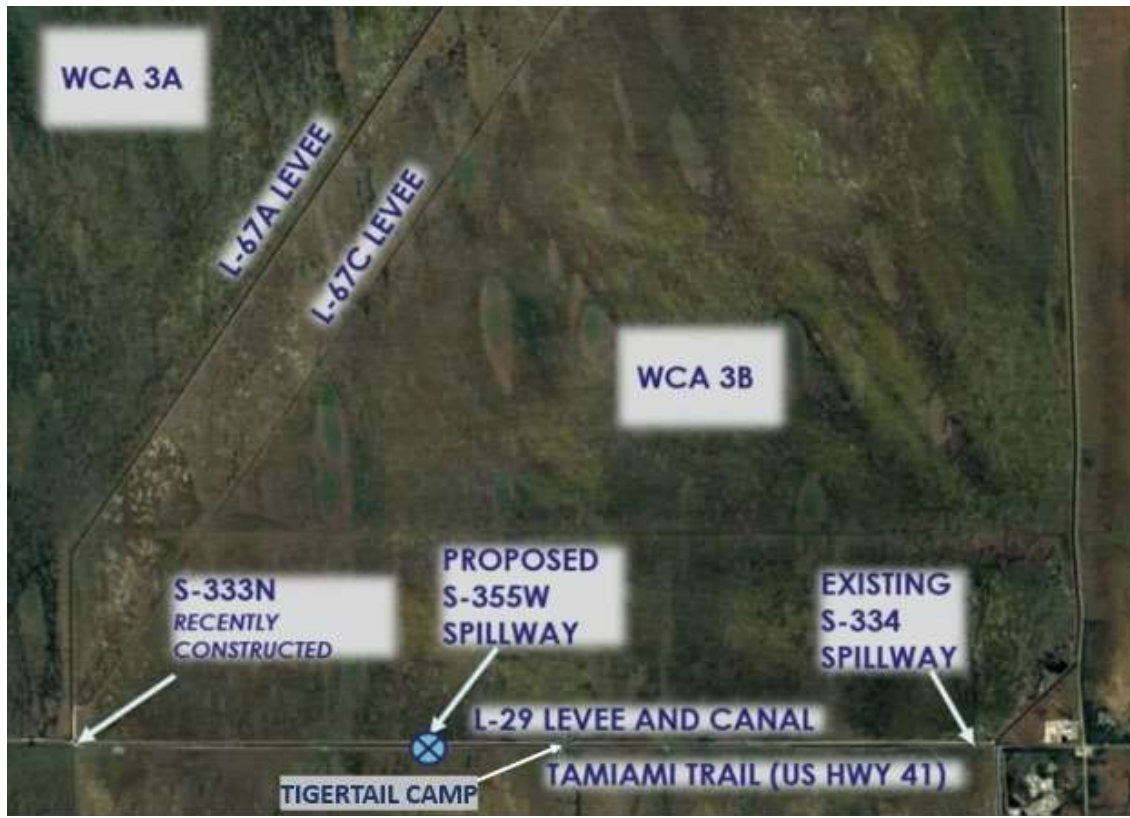 WCA 3A
L-67A LEVEE
L-67C LEVEE
WCA 3B
S-333N
RECENTLY
CONSTRUCTED
PROPOSED
S-355W
SPILLWAY
EXISTING
S-334
SPILLWAY
L-29 LEVEE AND CANAL
TAMIAMI TRAIL (US HWY 41)
TIGERTAIL CAMP